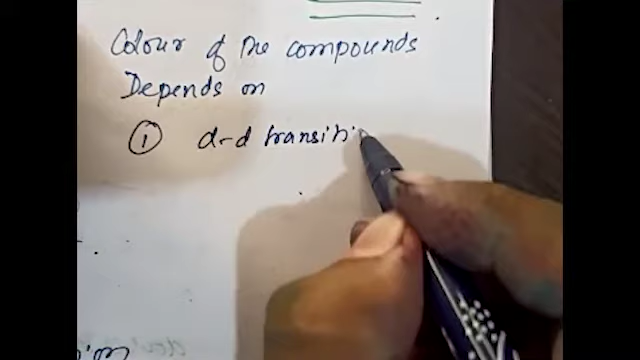 Colour of the compounds
Depends on
① d-d transiti